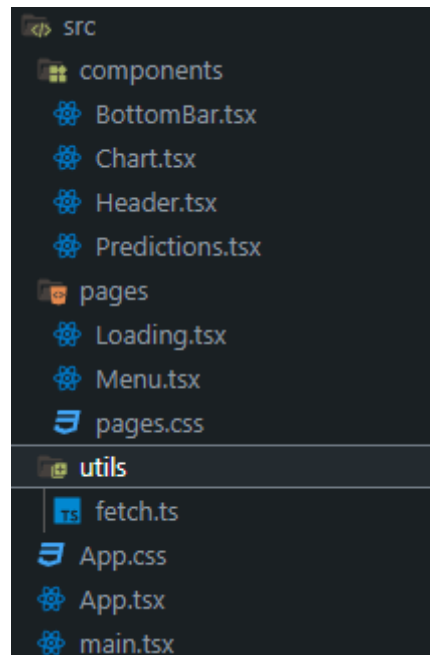 src
components
BottomBar.tsx
Chart.tsx
Header.tsx
Predictions.tsx
pages
Loading.tsx
Menu.tsx
pages.css
utils
TS fetch.ts
App.css
App.tsx
main.tsx